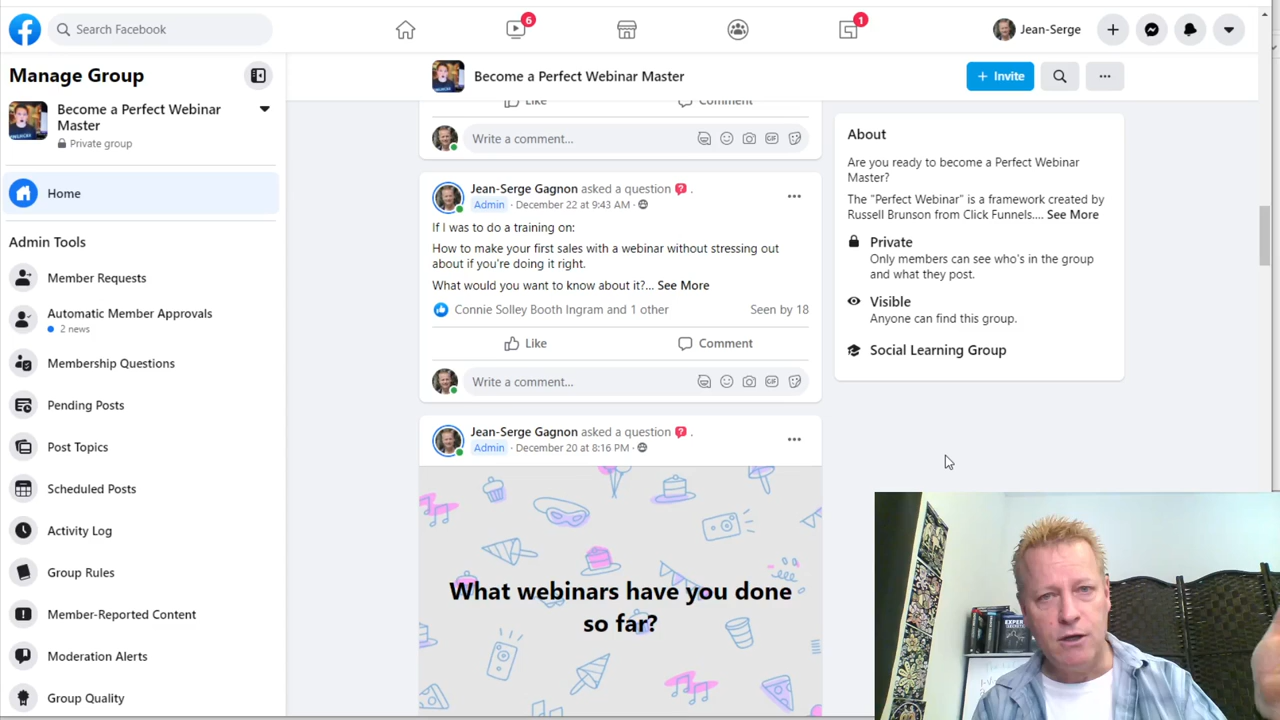 Search Facebook
6
1
Jean-Serge
Manage Group
Become a Perfect Webinar
Master
Private group
Home
Admin Tools
Member Requests
Automatic Member Approvals
2 news
Membership Questions
Pending Posts
Post Topics
Scheduled Posts
Activity Log
Group Rules
Member-Reported Content
Moderation Alerts
Group Quality
Become a Perfect Webinar Master
+ Invite
Like
Comment
Write a comment...
GIF
Jean-Serge Gagnon asked a question ? .
Admin · December 22 at 9:43 AM ·
If I was to do a training on:
How to make your first sales with a webinar without stressing out
about if you're doing it right.
What would you want to know about it?... See More
Connie Solley Booth Ingram and 1 other
Seen by 18
Like
Comment
Write a comment...
GIF
Jean-Serge Gagnon asked a question ? .
Admin · December 20 at 8:16 PM ·
What webinars have you done
so far?
About
Are you ready to become a Perfect Webinar
Master?
The "Perfect Webinar" is a framework created by
Russell Brunson from Click Funnels.... See More
Private
Only members can see who's in the group
and what they post.
Visible
Anyone can find this group.
Social Learning Group
EXPERT